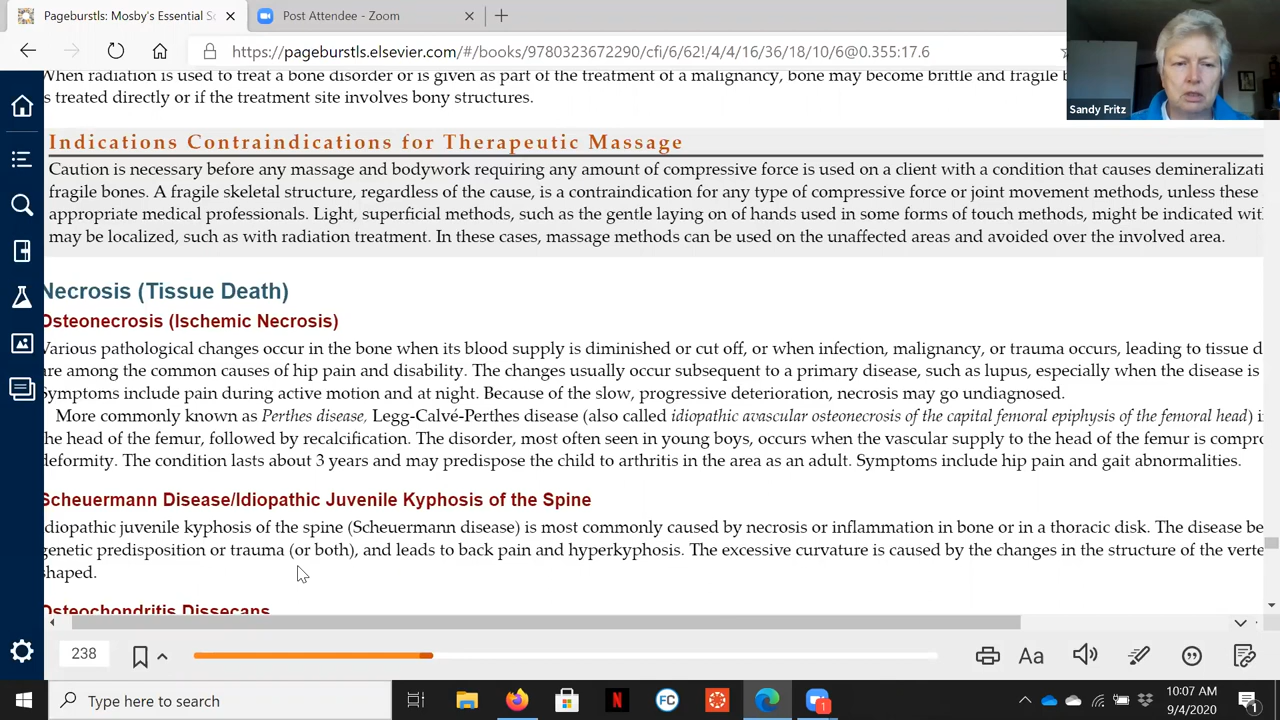 Pageburstls: Mosby's Essential Sc
Post Attendee - Zoom
https://pageburstls.elsevier.com/#/books/9780323672290/cfi/6/62!/4/4/16/36/18/10/6@0.355:17.6
Sandy Fritz
When radiation is used to treat a bone disorder or is given as part of the treatment of a malignancy, bone may become brittle and fragile
s treated directly or if the treatment site involves bony structures.
Indications Contraindications for Therapeutic Massage
Caution is necessary before any massage and bodywork requiring any amount of compressive force is used on a client with a condition that causes demineralizati
fragile bones. A fragile skeletal structure, regardless of the cause, is a contraindication for any type of compressive force or joint movement methods, unless these
appropriate medical professionals. Light, superficial methods, such as the gentle laying on of hands used in some forms of touch methods, might be indicated wit
may be localized, such as with radiation treatment. In these cases, massage methods can be used on the unaffected areas and avoided over the involved area.
Necrosis (Tissue Death)
Osteonecrosis (Ischemic Necrosis)
Various pathological changes occur in the bone when its blood supply is diminished or cut off, or when infection, malignancy, or trauma occurs, leading to tissue d
are among the common causes of hip pain and disability. The changes usually occur subsequent to a primary disease, such as lupus, especially when the disease is
Symptoms include pain during active motion and at night. Because of the slow, progressive deterioration, necrosis may go undiagnosed.
More commonly known as Perthes disease, Legg-Calvé-Perthes disease (also called idiopathic avascular osteonecrosis of the capital femoral epiphysis of the femoral head) i
the head of the femur, followed by recalcification. The disorder, most often seen in young boys, occurs when the vascular supply to the head of the femur is compro
deformity. The condition lasts about 3 years and may predispose the child to arthritis in the area as an adult. Symptoms include hip pain and gait abnormalities.
Scheuermann Disease/Idiopathic Juvenile Kyphosis of the Spine
Idiopathic juvenile kyphosis of the spine (Scheuermann disease) is most commonly caused by necrosis or inflammation in bone or in a thoracic disk. The disease be
genetic predisposition or trauma (or both), and leads to back pain and hyperkyphosis. The excessive curvature is caused by the changes in the structure of the verte
shaped.
Osteochondritis Dissecans
238
Aa
Type here to search
N
FC
1
10:07 AM
9/4/2020
1